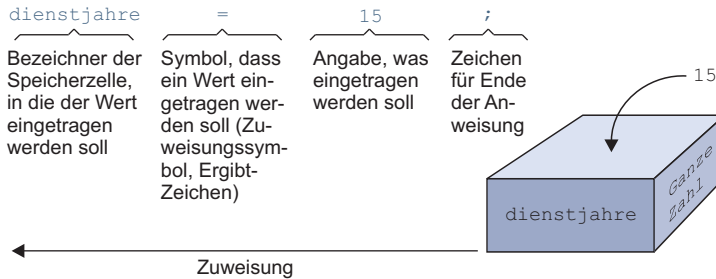 dienstjahre = 15 ;
Bezeichner der
Speicherzelle,
in die der Wert
eingetragen
werden soll
Symbol, dass
ein Wert ein-
getragen wer-
den soll (Zu-
weisungssym-
bol, Ergibt-
Zeichen)
Angabe, was
eingetragen
werden soll
Zeichen
für Ende
der An-
weisung
15
dienstjahre
Ganze
Zahl
Zuweisung